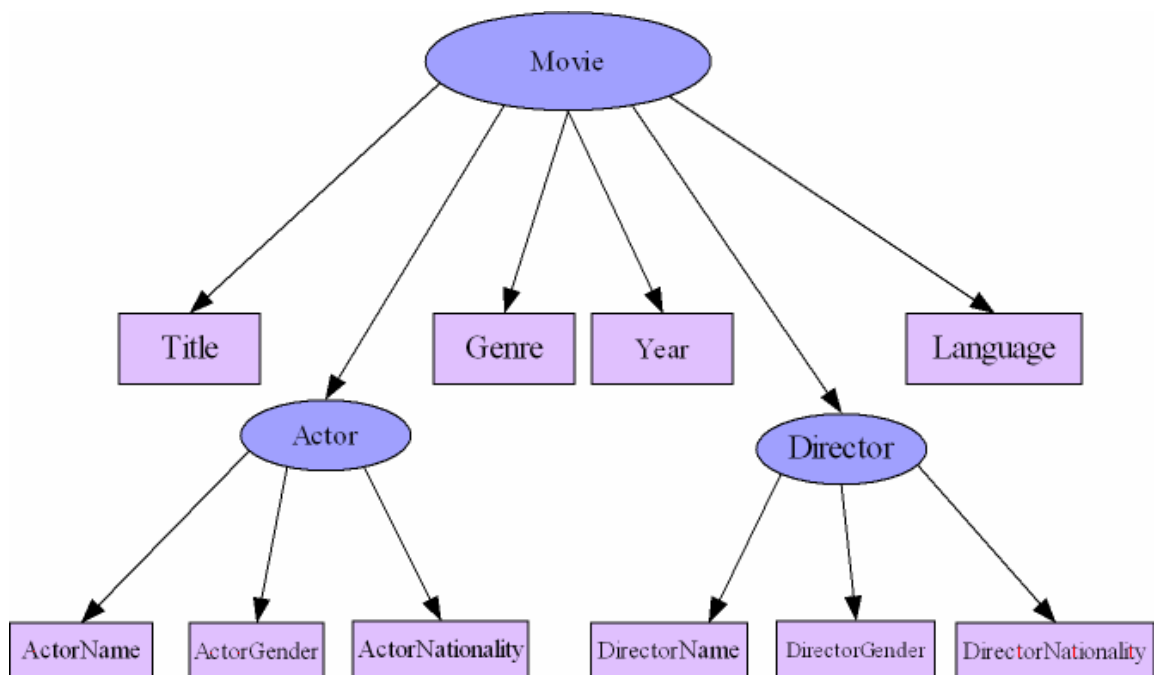 Movie
Title
Genre
Year
Language
Actor
Director
ActorName
ActorGender
ActorNationality
DirectorName
DirectorGender
DirectorNationality